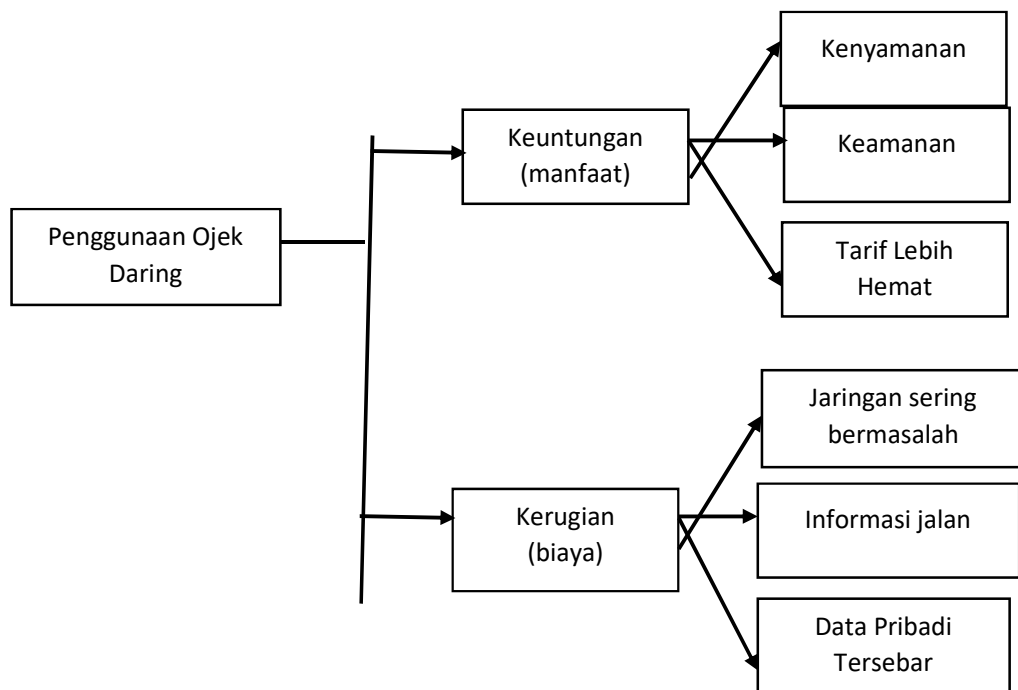 Penggunaan Ojek
Daring
Keuntungan
(manfaat)
Kenyamanan
Keamanan
Tarif Lebih
Hemat
Kerugian
(biaya)
Jaringan sering
bermasalah
Informasi jalan
Data Pribadi
Tersebar